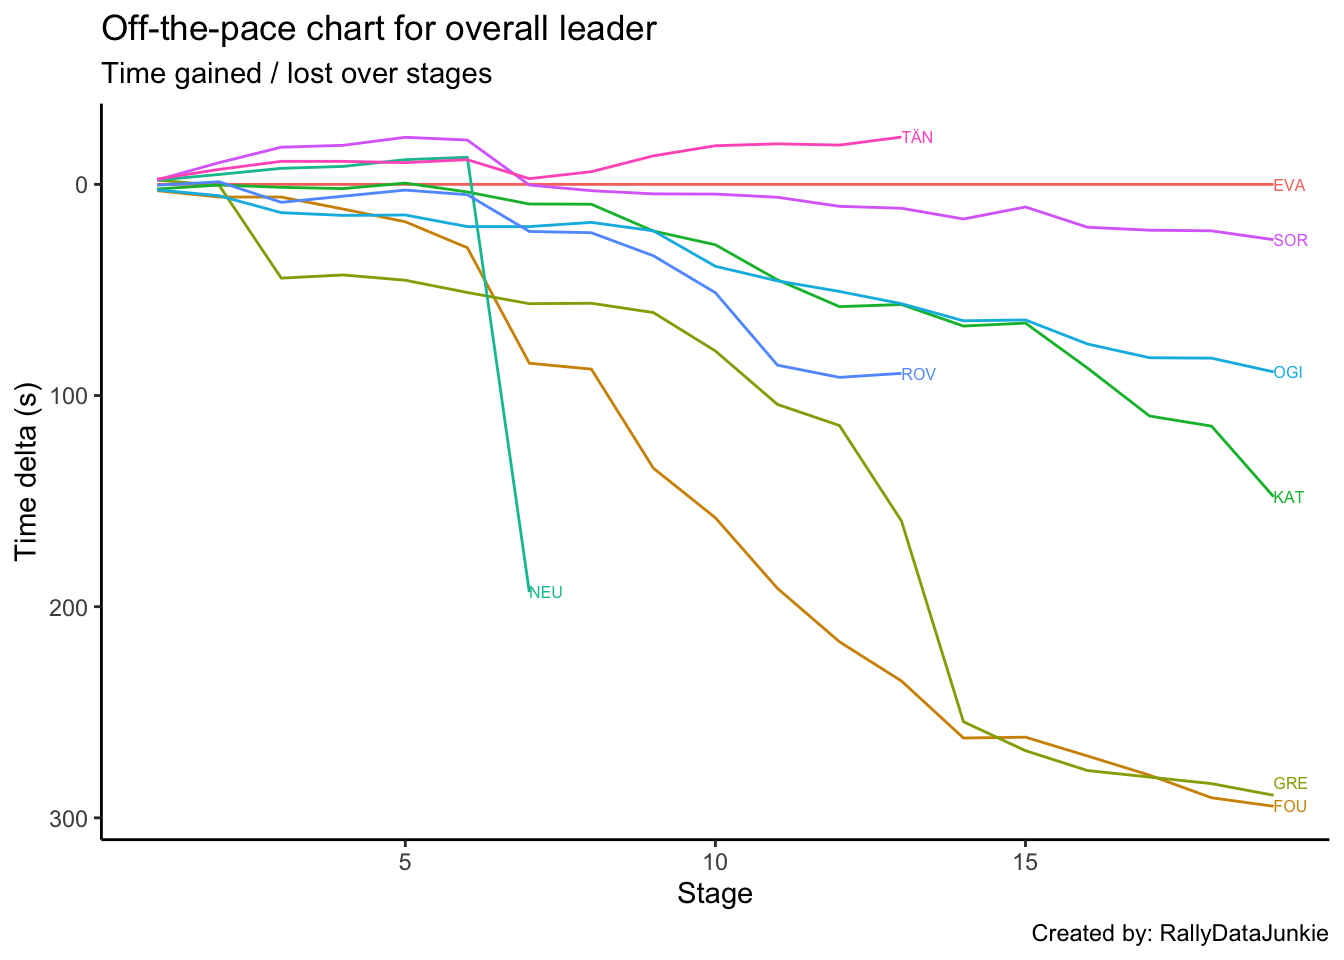 Off-the-pace chart for overall leader
Time gained / lost over stages
TÄN
0
EVA
SOR
OGI
ROV
100
KAT
NEU
200
GRE
FOU
300
5 10 15
Time delta (s)
Stage
Created by: RallyDataJunkie